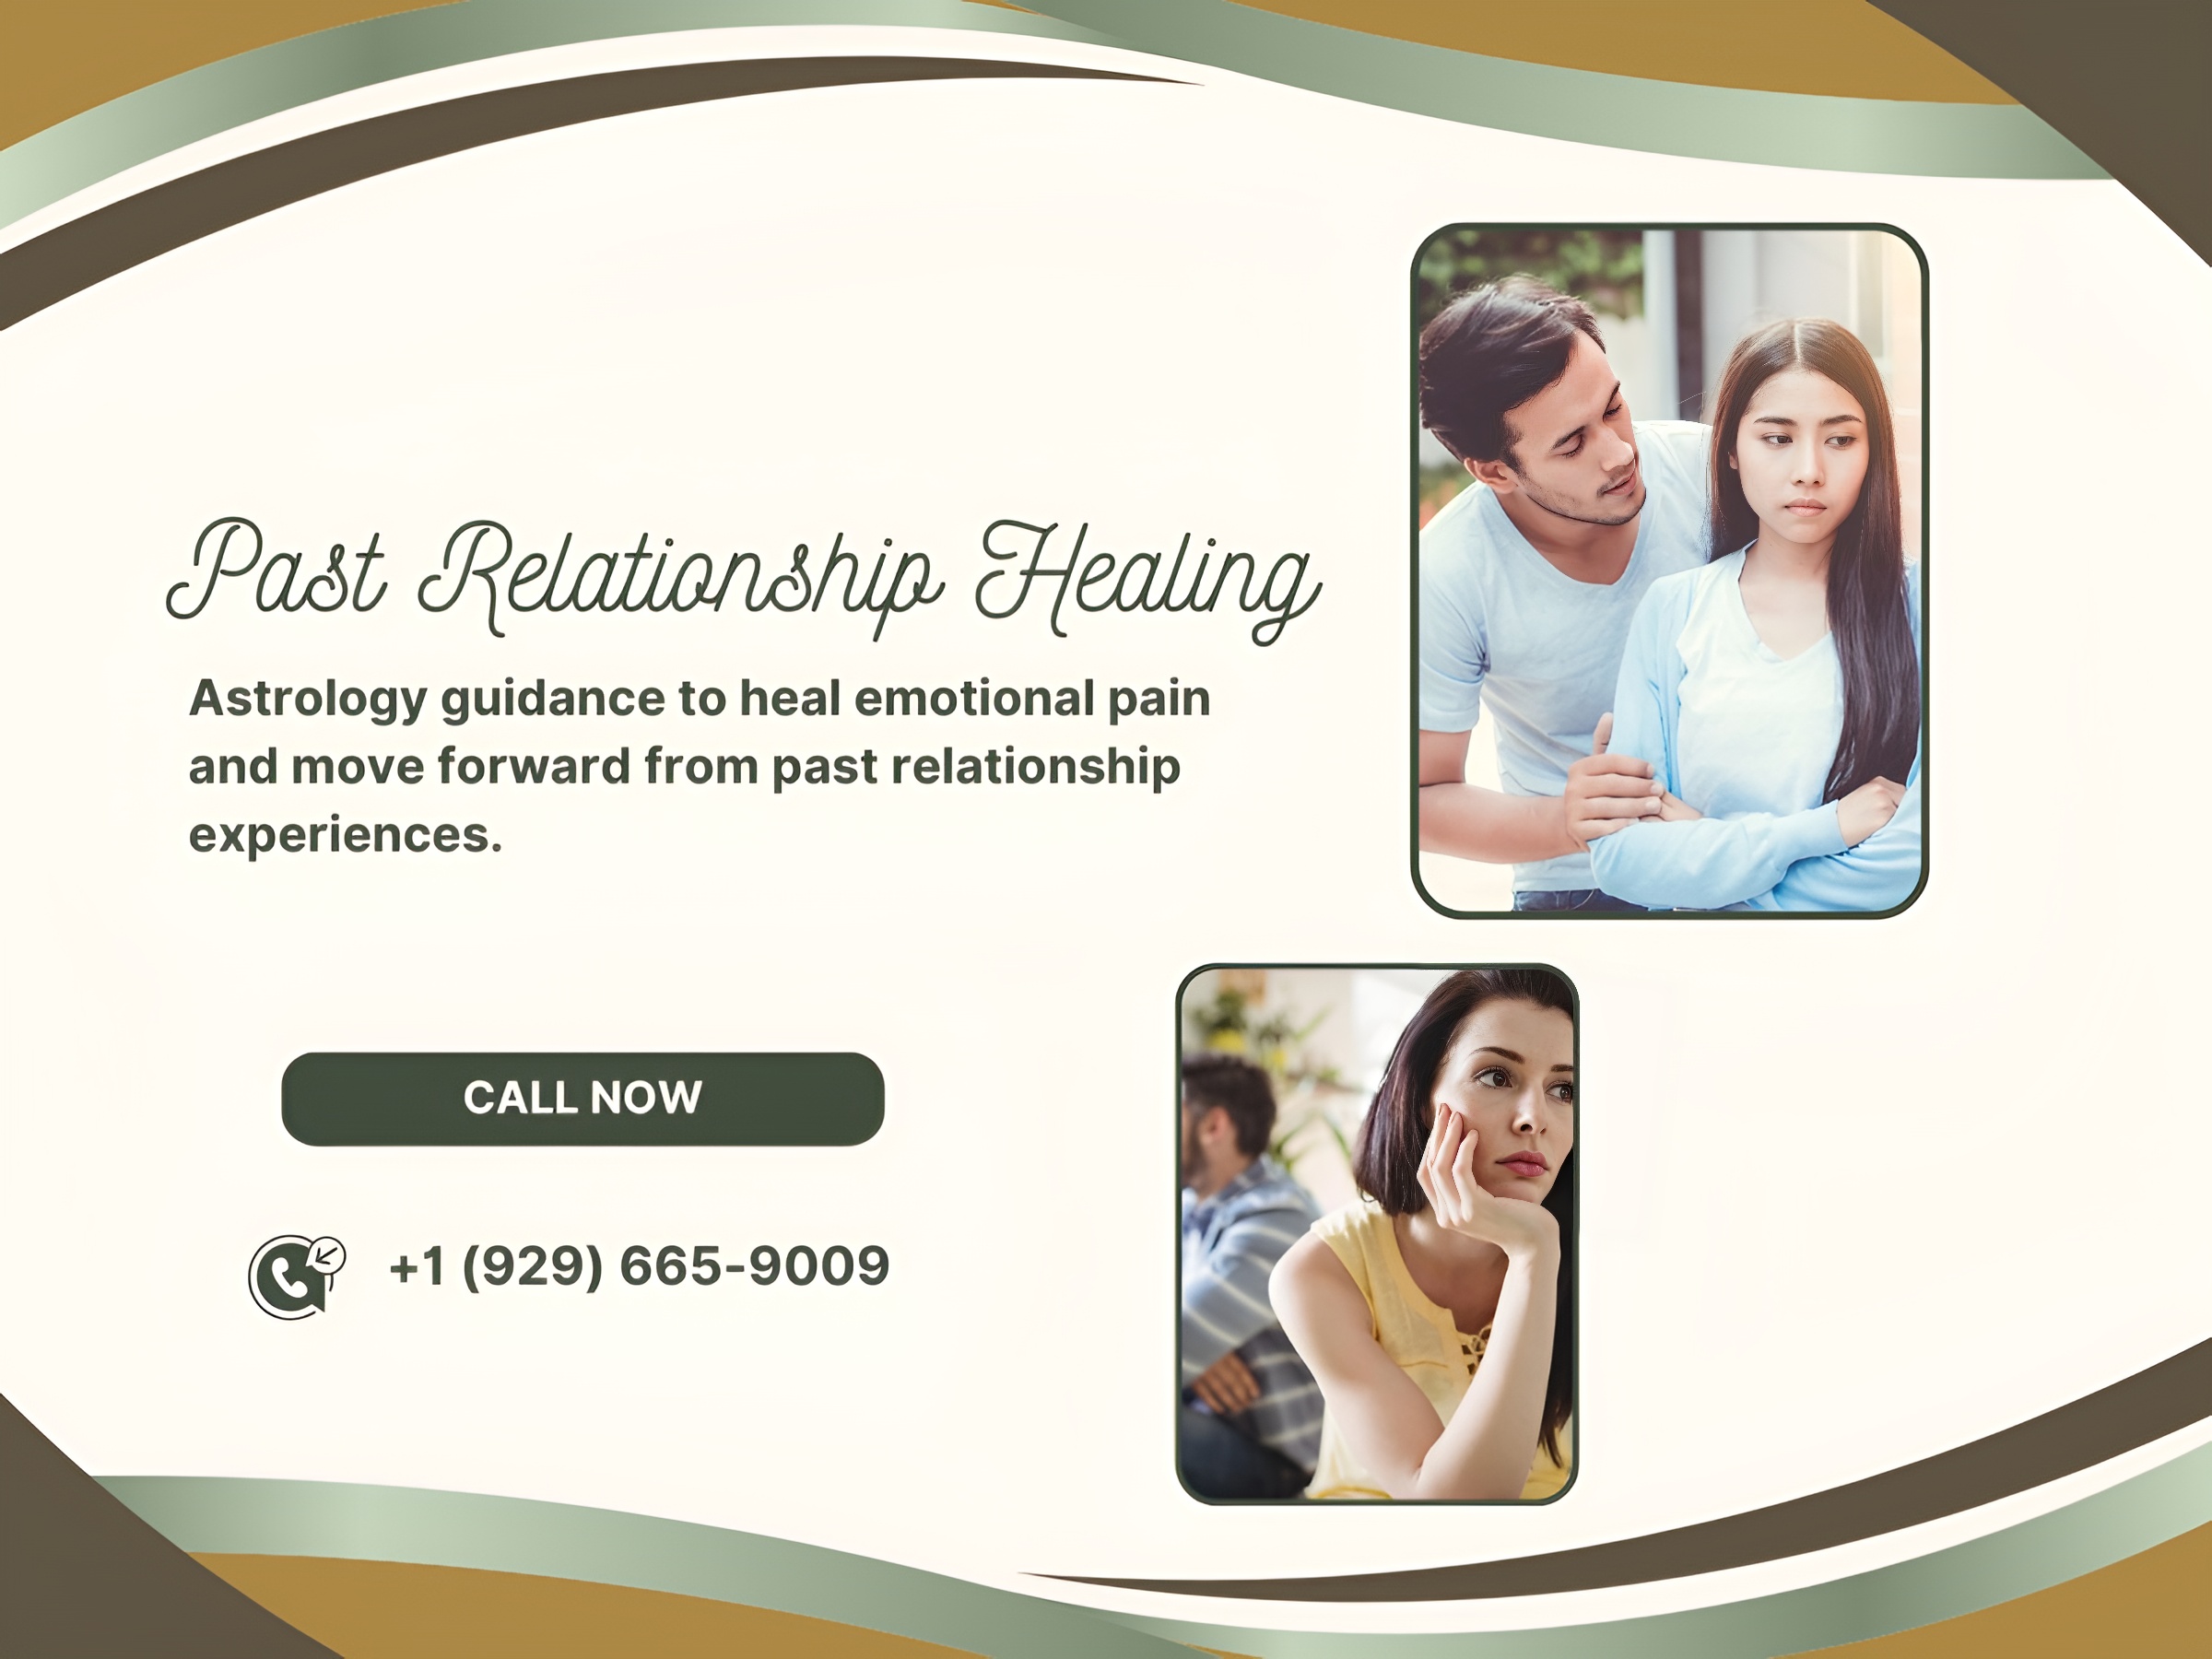 Past Relationship Healing
Astrology guidance to heal emotional pain
and move forward from past relationship
experiences.
CALL NOW
+1 (929) 665-9009